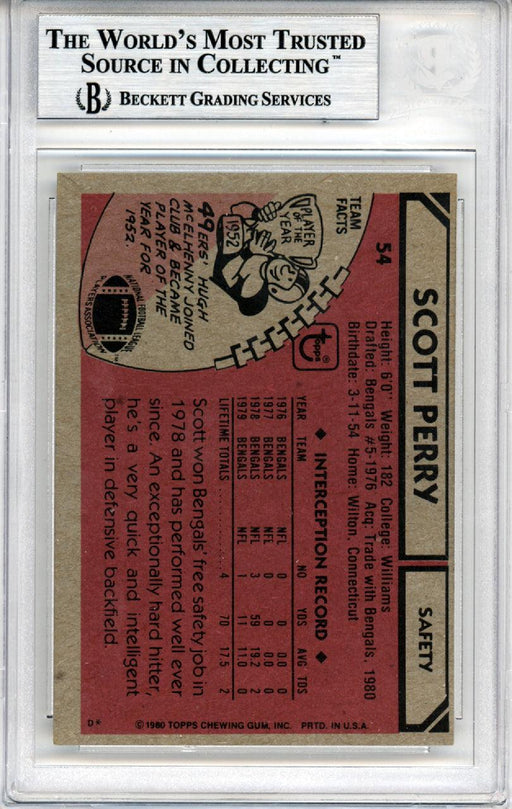 THE WORLD'S MOST TRUSTED
SOURCE IN COLLECTING™
B BECKETT GRADING SERVICES
54
SCOTT PERRY
SAFETY
Height: 6'0" Weight: 182 College: Williams
Drafted: Bengals #5-1976 Acq: Trade with Bengals, 1980
Birthdate: 3-11-54 Home: Wilton, Connecticut
TEAM
FACTS
PLAYER
OF THE
YEAR
1952
49ERS' HUGH
McELHENNY JOINED
CLUB & BECAME
PLAYER OF THE
YEAR FOR
1952.
NATIONAL FOOTBALL LEAGUE
PLAYERS ASSOCIATION
topps®
◆ INTERCEPTION RECORD ◆
YEAR TEAM NO YDS AVG TDS
1976 BENGALS NFL 0 0 0.0 0
1977 BENGALS NFL 0 0 0.0 0
1978 BENGALS NFL 3 59 19.2 2
1979 BENGALS NFL 1 11 11.0 0
LIFETIME TOTALS 4 70 17.5 2
Scott won Bengals' free safety job in
1978 and has performed well ever
since. An exceptionally hard hitter,
he's a very quick and intelligent
player in defensive backfield.
D* © 1980 TOPPS CHEWING GUM, INC. PRTD. IN U.S.A.